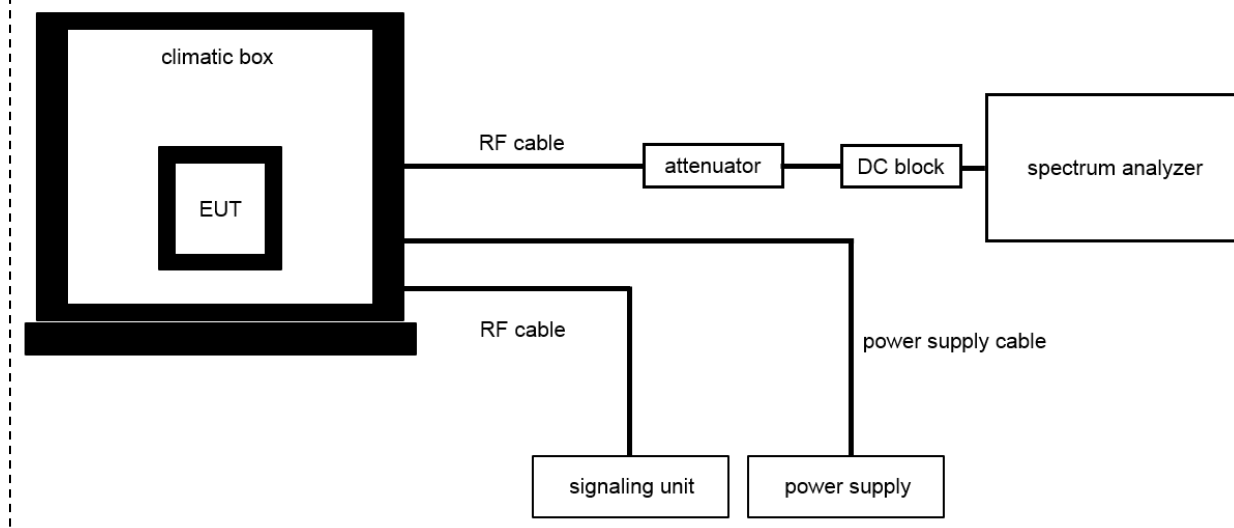 climatic box
RF cable
attenuator
DC block
spectrum analyzer
EUT
RF cable
power supply cable
signaling unit
power supply